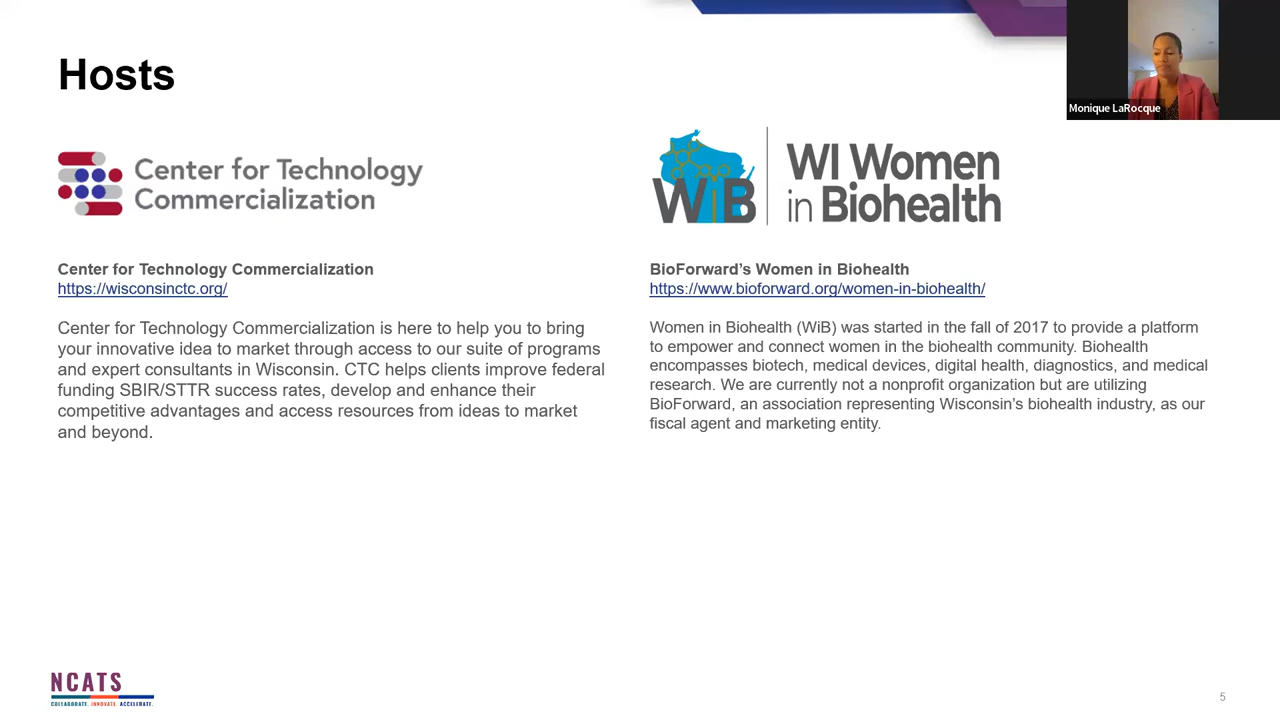 Hosts
Monique LaRocque
Center for Technology
Commercialization
WiB
WI Women
in Biohealth
Center for Technology Commercialization
https://wisconsinctc.org/
Center for Technology Commercialization is here to help you to bring
your innovative idea to market through access to our suite of programs
and expert consultants in Wisconsin. CTC helps clients improve federal
funding SBIR/STTR success rates, develop and enhance their
competitive advantages and access resources from ideas to market
and beyond.
BioForward’s Women in Biohealth
https://www.bioforward.org/women-in-biohealth/
Women in Biohealth (WiB) was started in the fall of 2017 to provide a platform
to empower and connect women in the biohealth community. Biohealth
encompasses biotech, medical devices, digital health, diagnostics, and medical
research. We are currently not a nonprofit organization but are utilizing
BioForward, an association representing Wisconsin’s biohealth industry, as our
fiscal agent and marketing entity.
NCATS
COLLABORATE. INNOVATE. ACCELERATE.
5